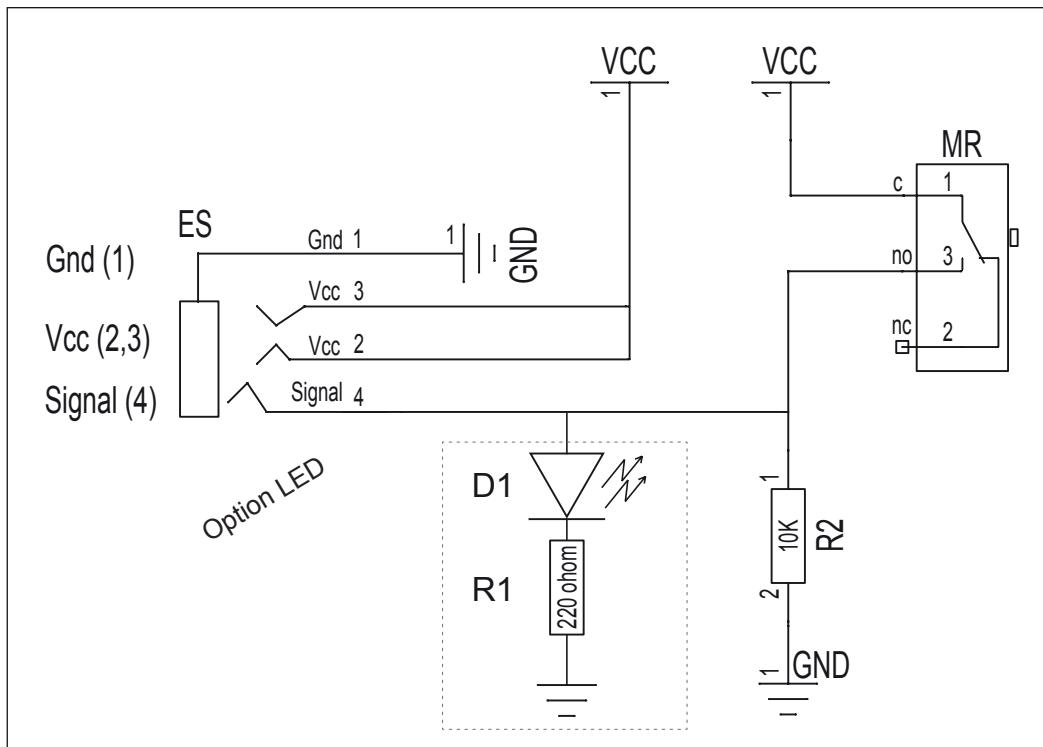 VCC
1
VCC
1
MR
c
1
ES
Gnd 1
1
GND
Gnd (1)
no
3
Vcc 3
Vcc (2,3)
Vcc 2
nc
2
Signal (4)
Signal 4
Option LED
D1
1
10K
R2
R1
220 ohom
2
1
GND